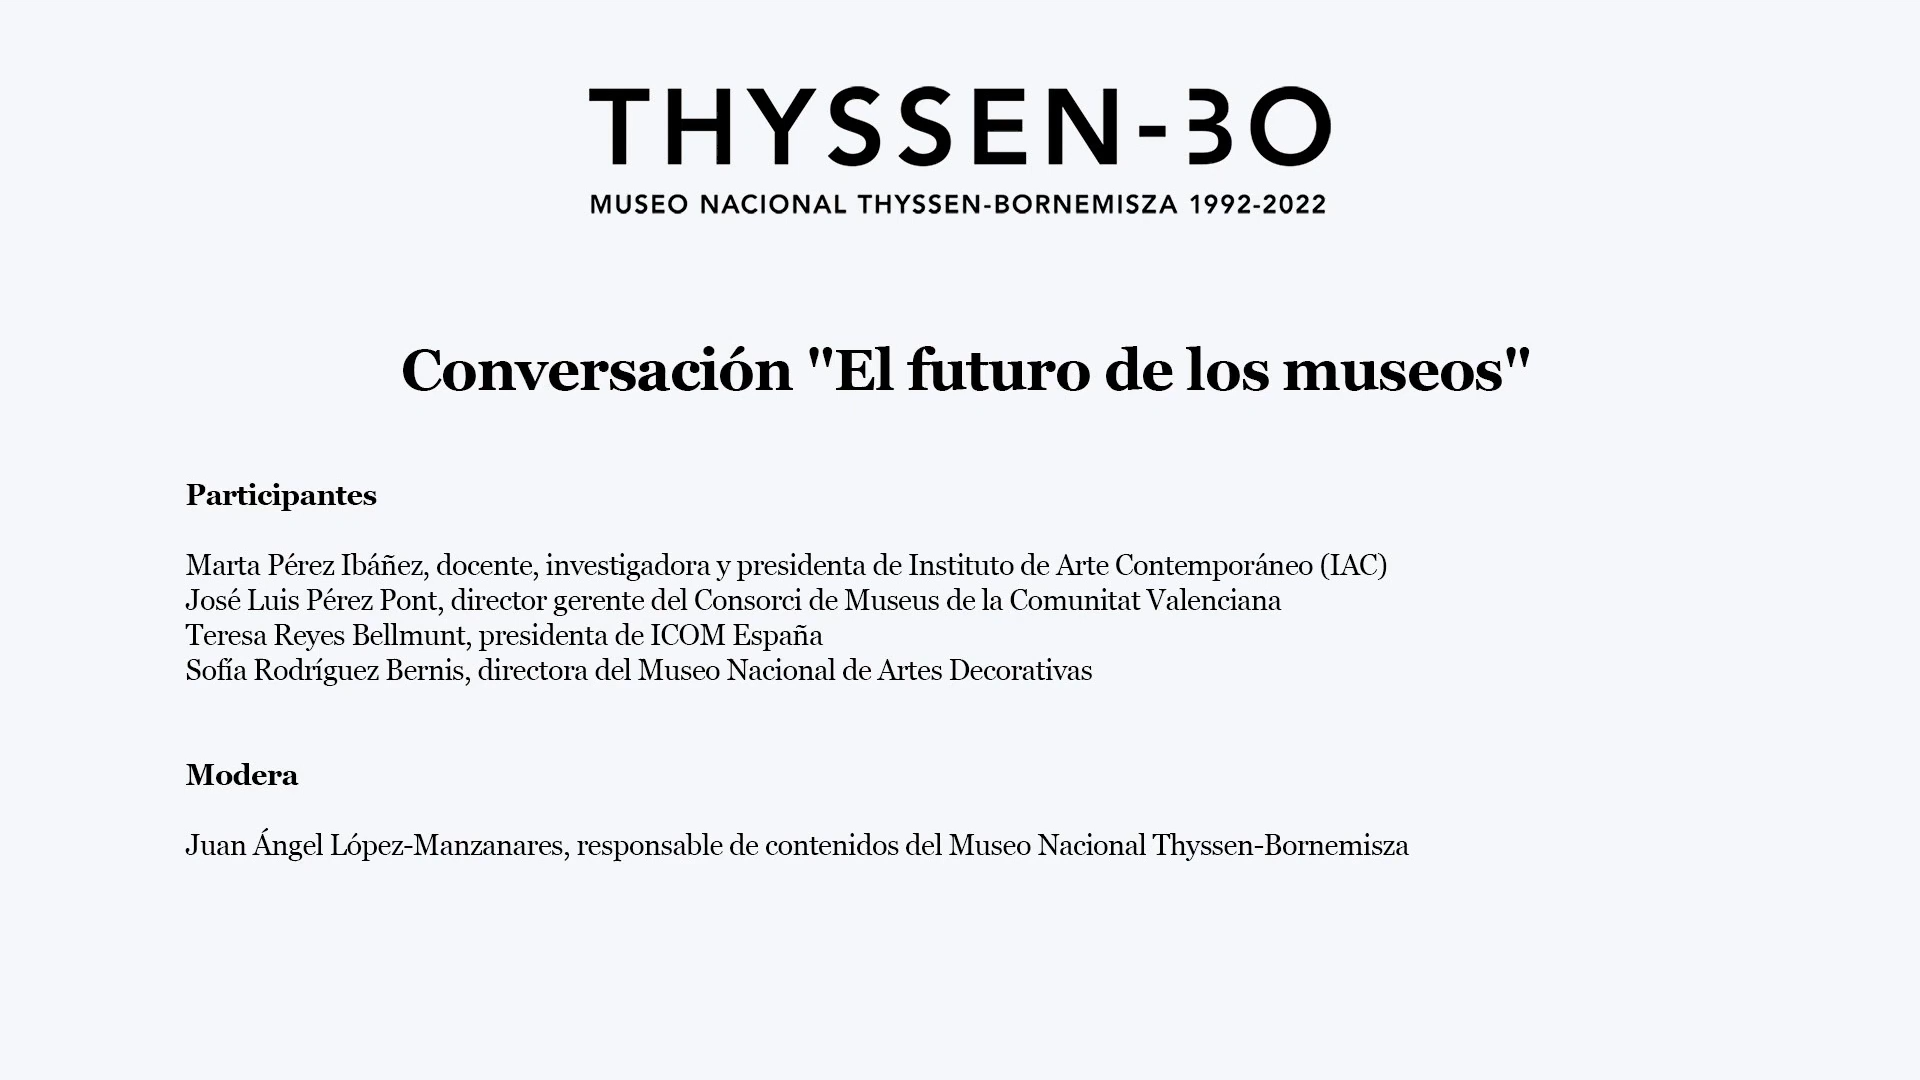 THYSSEN-30
MUSEO NACIONAL THYSSEN-BORNEMISZA 1992-2022
Conversación "El futuro de los museos"
Participantes
Marta Pérez Ibáñez, docente, investigadora y presidenta de Instituto de Arte Contemporáneo (IAC)
José Luis Pérez Pont, director gerente del Consorci de Museus de la Comunitat Valenciana
Teresa Reyes Bellmunt, presidenta de ICOM España
Sofía Rodríguez Bernis, directora del Museo Nacional de Artes Decorativas
Modera
Juan Ángel López-Manzanares, responsable de contenidos del Museo Nacional Thyssen-Bornemisza